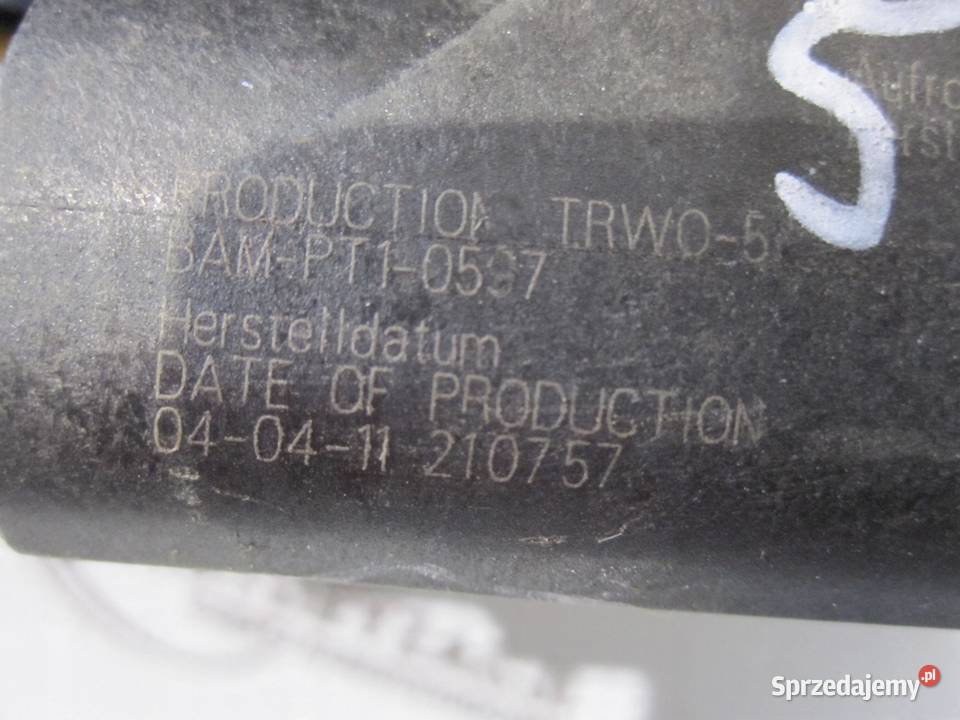 PRODUCTION TRWO-5
BAM-PT1-0597
Herstelldatum
DATE OF PRODUCTION
04-04-11 210757
S
Sprzedajemy.pl